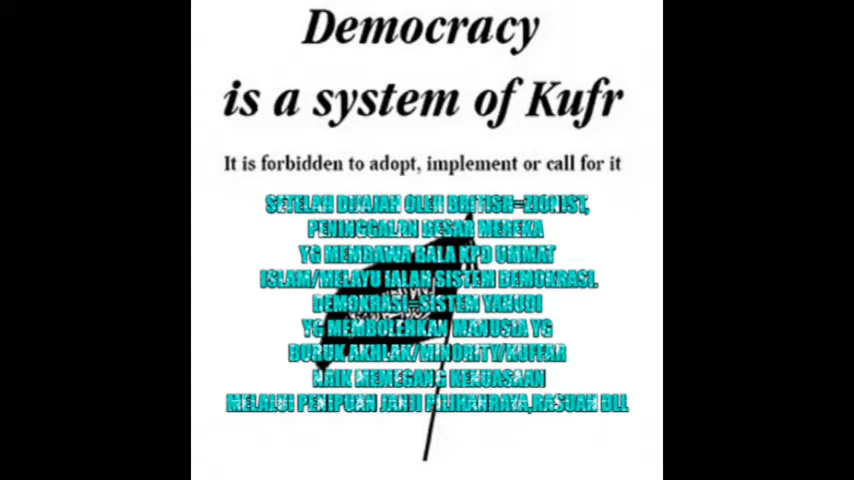 Democracy
is a system of Kufr
It is forbidden to adopt, implement or call for it
SETELAH DIJAJAH OLEH BRITISH=ZIONIST,
PENINGGALAN BESAR MEREKA
YG MEMBAWA BALA KPD UMMAT
ISLAM/MELAYU IALAH SISTEM DEMOKRASI.
DEMOKRASI=SISTEM YAHUDI
YG MEMBOLEHKAN MANUSIA YG
BURUK AKHLAK/MINORITY/KUFFAR
NAIK MEMEGANG KEKUASAAN
MELALUI PENIPUAN JANJI PILIHANRAYA,RASUAH DLL